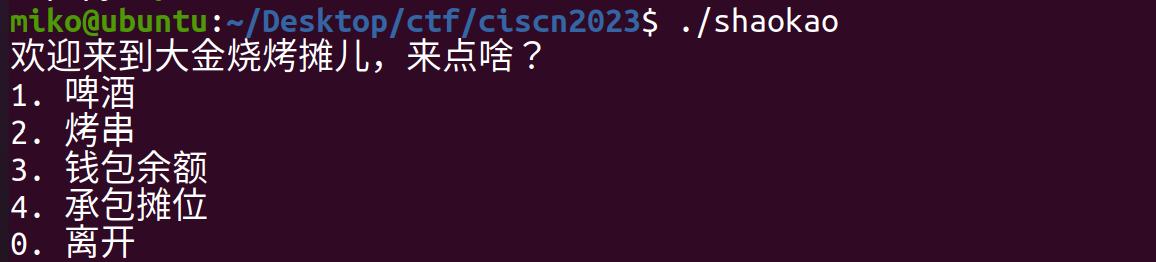 miko@ubuntu:~/Desktop/ctf/ciscn2023$ ./shaokao
欢迎来到大金烧烤摊儿，来点啥？
1. 啤酒
2. 烤串
3. 钱包余额
4. 承包摊位
0. 离开